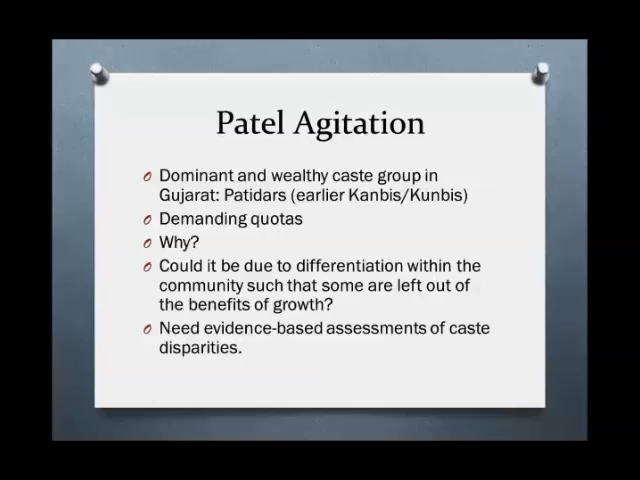 Patel Agitation
Dominant and wealthy caste group in
Gujarat: Patidars (earlier Kanbis/Kunbis)
Demanding quotas
Why?
Could it be due to differentiation within the
community such that some are left out of
the benefits of growth?
Need evidence-based assessments of caste
disparities.